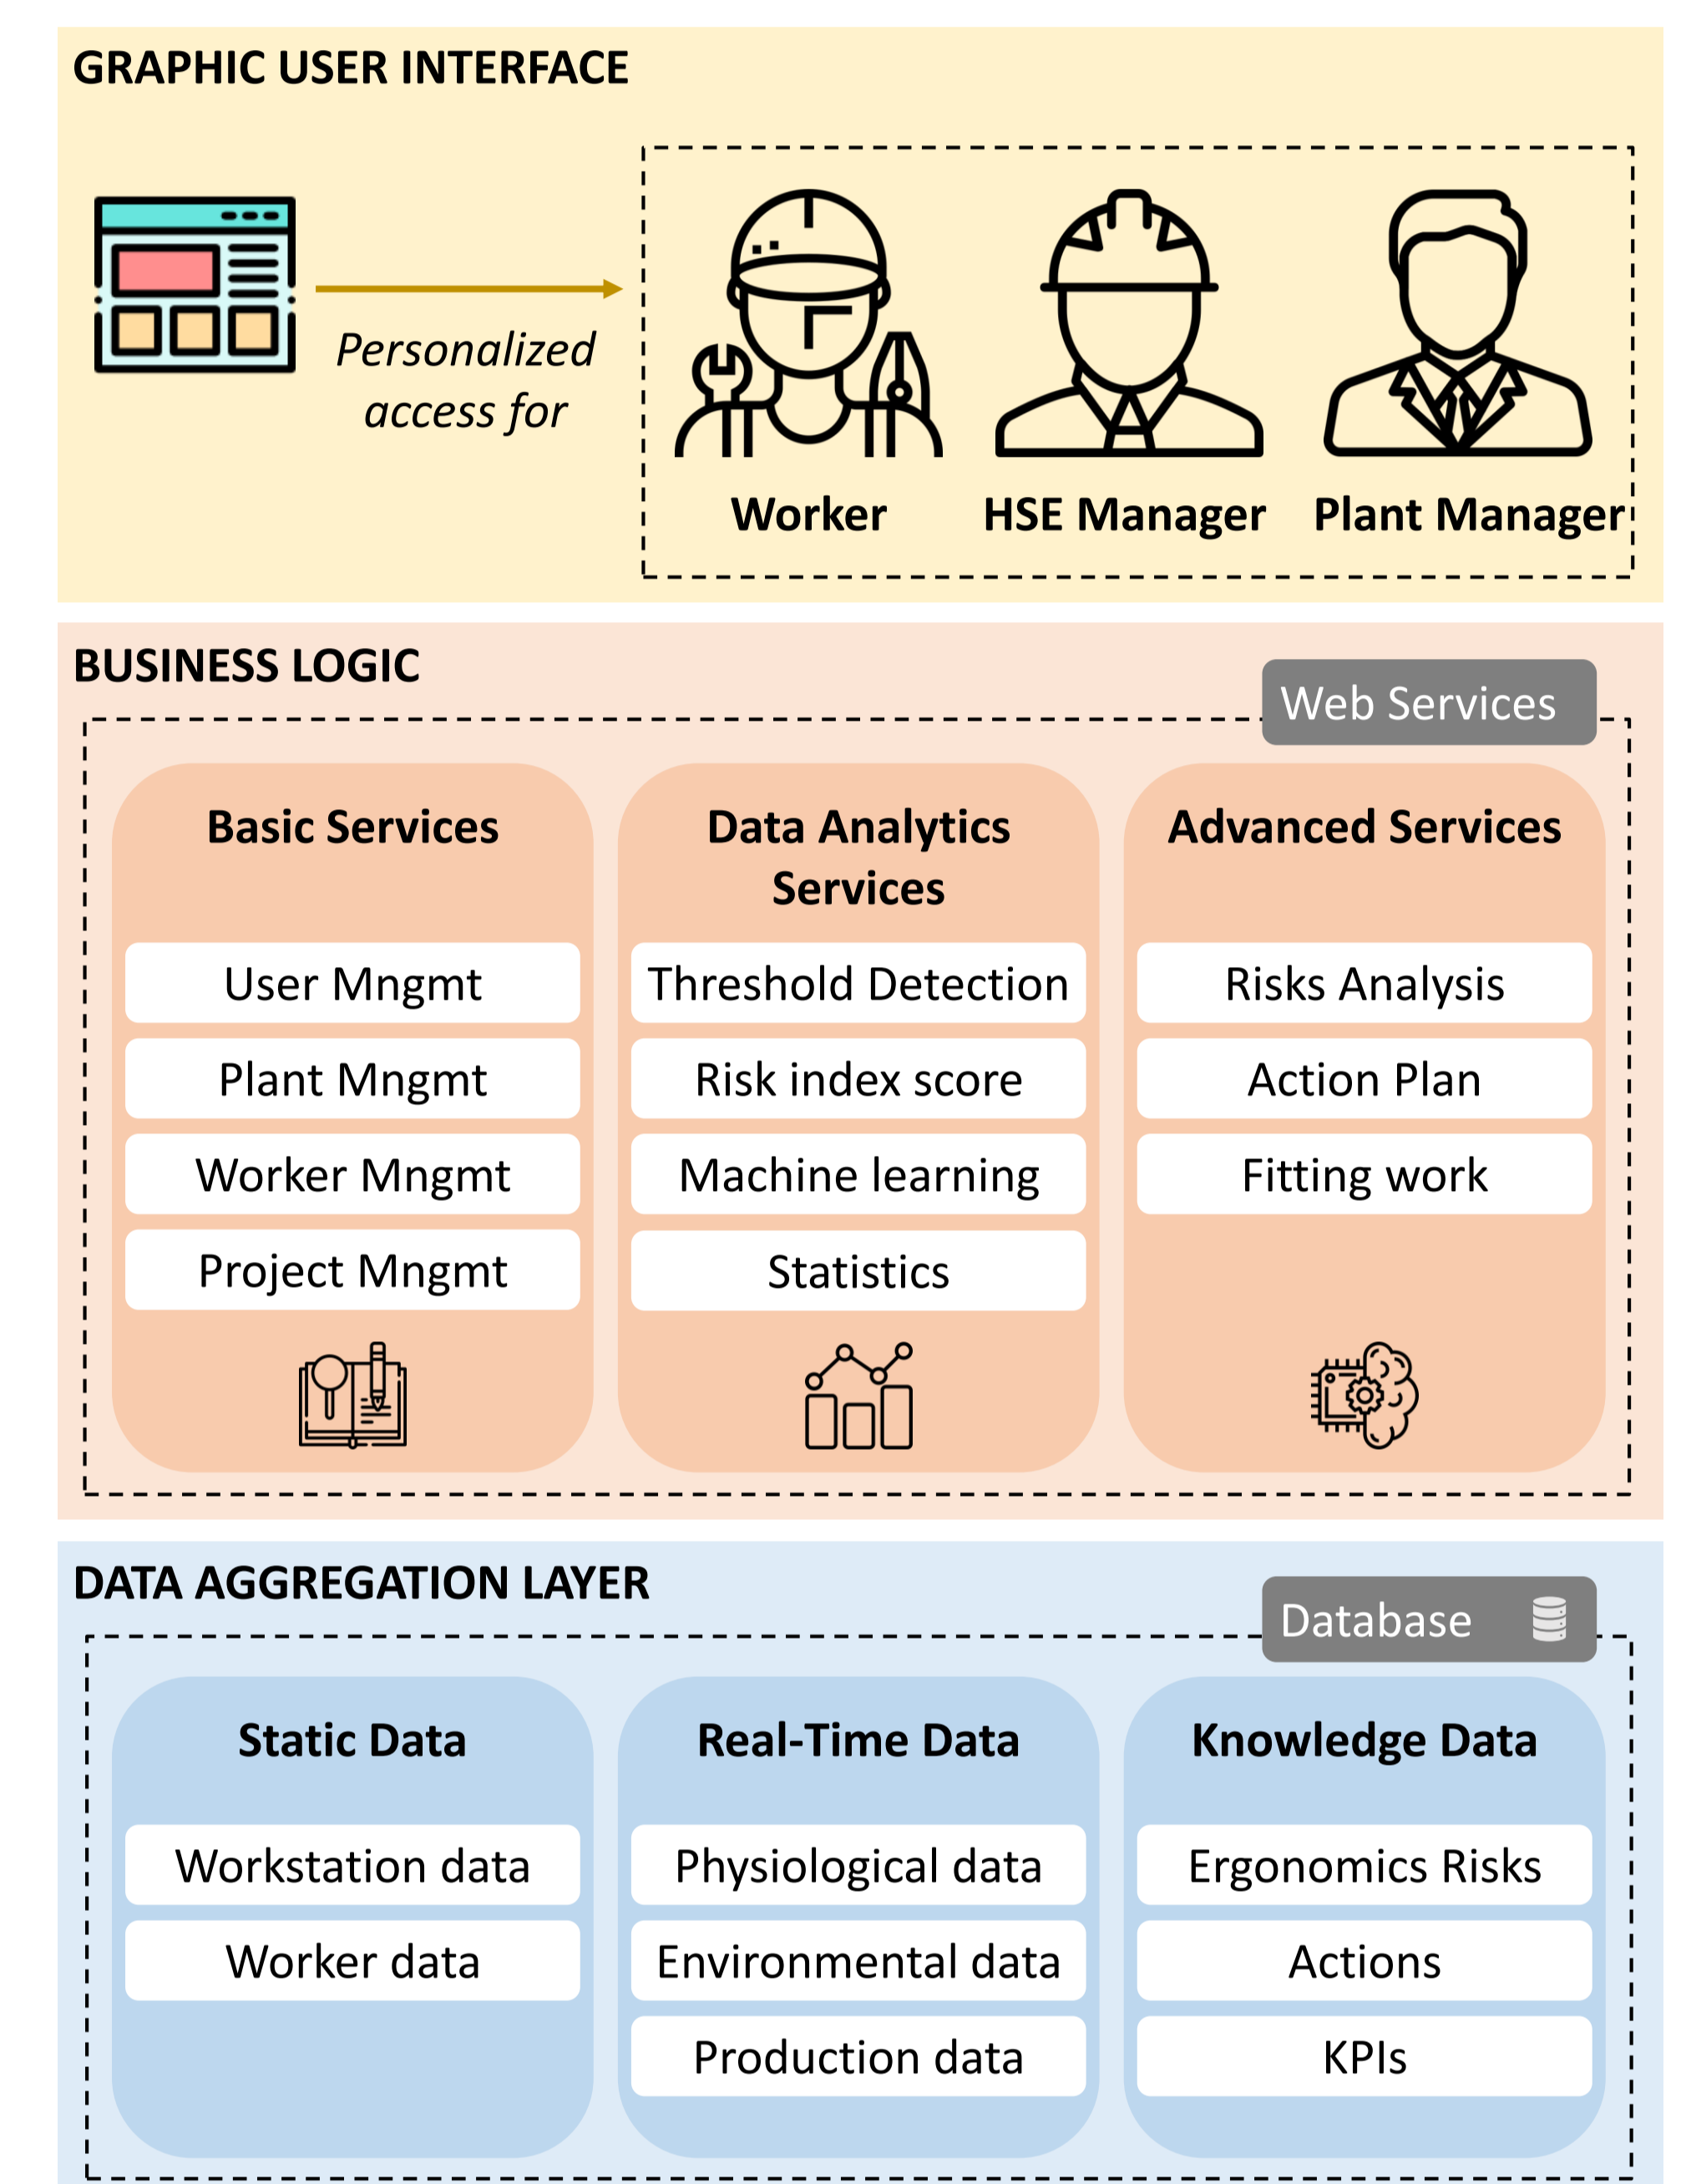 GRAPHIC USER INTERFACE
Personalized
access for
Worker
HSE Manager
Plant Manager
BUSINESS LOGIC
Web Services
Basic Services
User Mngmt
Plant Mngmt
Worker Mngmt
Project Mngmt
Data Analytics
Services
Threshold Detection
Risk index score
Machine learning
Statistics
Advanced Services
Risks Analysis
Action Plan
Fitting work
DATA AGGREGATION LAYER
Database
Static Data
Workstation data
Worker data
Real-Time Data
Physiological data
Environmental data
Production data
Knowledge Data
Ergonomics Risks
Actions
KPIs